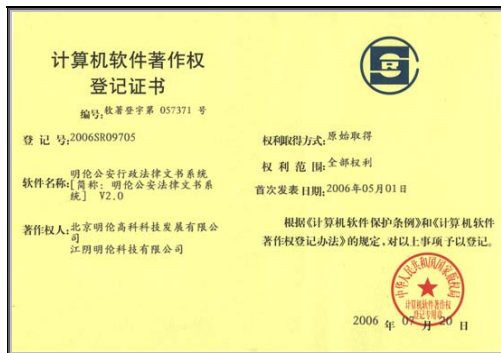 计算机软件著作权
登记证书
编号:软著登字第 057371 号
登 记 号:2006SR09705
软件名称:明伦公安行政法律文书系统
[简称: 明伦公安法律文书系
统] V2.0
著作权人:北京明伦高科科技发展有限公
司
江阴明伦科技有限公司
权利取得方式:原始取得
权 利 范 围:全部权利
首次发表日期:2006年05月01日
根据《计算机软件保护条例》和《计算机软件
著作权登记办法》的规定,对以上事项予以登记。
中华人民共和国国家版权局
计算机软件著作权
登记专用章
2006 年 07 月 20 日